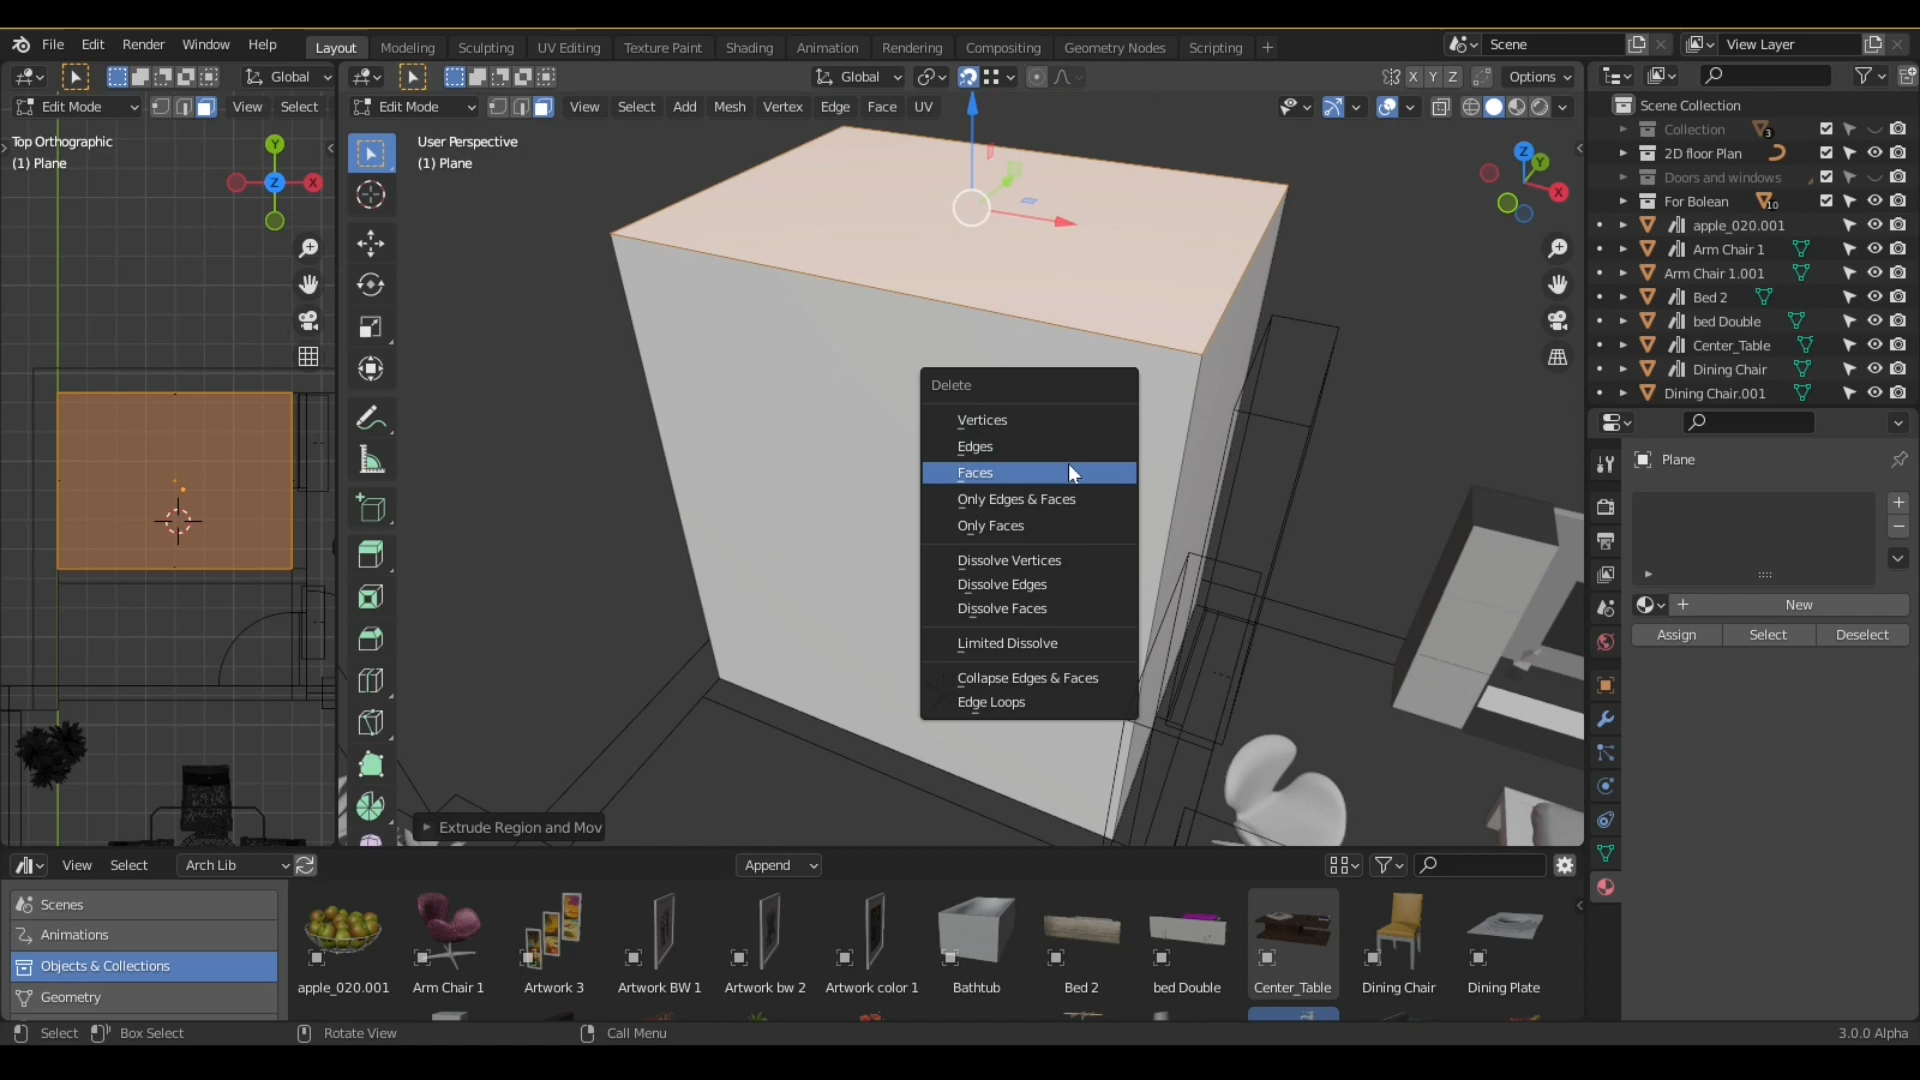 File Edit Render Window Help
Layout Modeling Sculpting UV Editing Texture Paint Shading Animation Rendering Compositing Geometry Nodes Scripting +
Scene
View Layer
Global
Global
X Y Z
Options
Edit Mode
View Select
Edit Mode
View Select Add Mesh Vertex Edge Face UV
Top Orthographic
(1) Plane
User Perspective
(1) Plane
Y
Z
X
Z
Y
X
Scene Collection
Collection 3
2D floor Plan
Doors and windows
For Bolean 10
apple_020.001
Arm Chair 1
Arm Chair 1.001
Bed 2
bed Double
Center_Table
Dining Chair
Dining Chair.001
Plane
New
Assign Select Deselect
Delete
Vertices
Edges
Faces
Only Edges & Faces
Only Faces
Dissolve Vertices
Dissolve Edges
Dissolve Faces
Limited Dissolve
Collapse Edges & Faces
Edge Loops
Extrude Region and Mov
View Select Arch Lib
Append
Scenes
Animations
Objects & Collections
Geometry
apple_020.001 Arm Chair 1 Artwork 3 Artwork BW 1 Artwork bw 2 Artwork color 1 Bathtub Bed 2 bed Double Center_Table Dining Chair Dining Plate
Select Box Select Rotate View Call Menu 3.0.0 Alpha